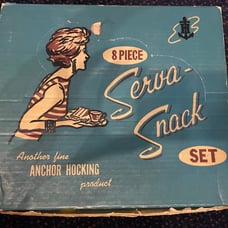 8 PIECE
Serva-
Snack
SET
Another fine
ANCHOR HOCKING
product